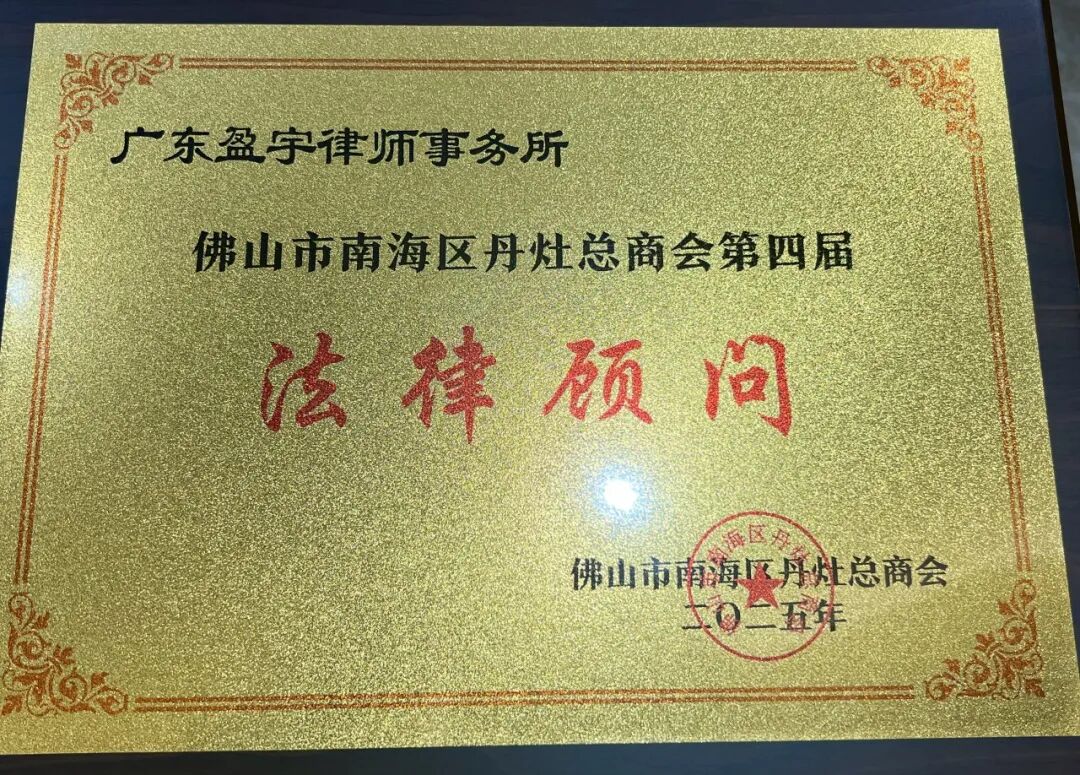 广东盈宇律师事务所
佛山市南海区丹灶总商会第四届
法律顾问
佛山市南海区丹灶总商会
二〇二五年